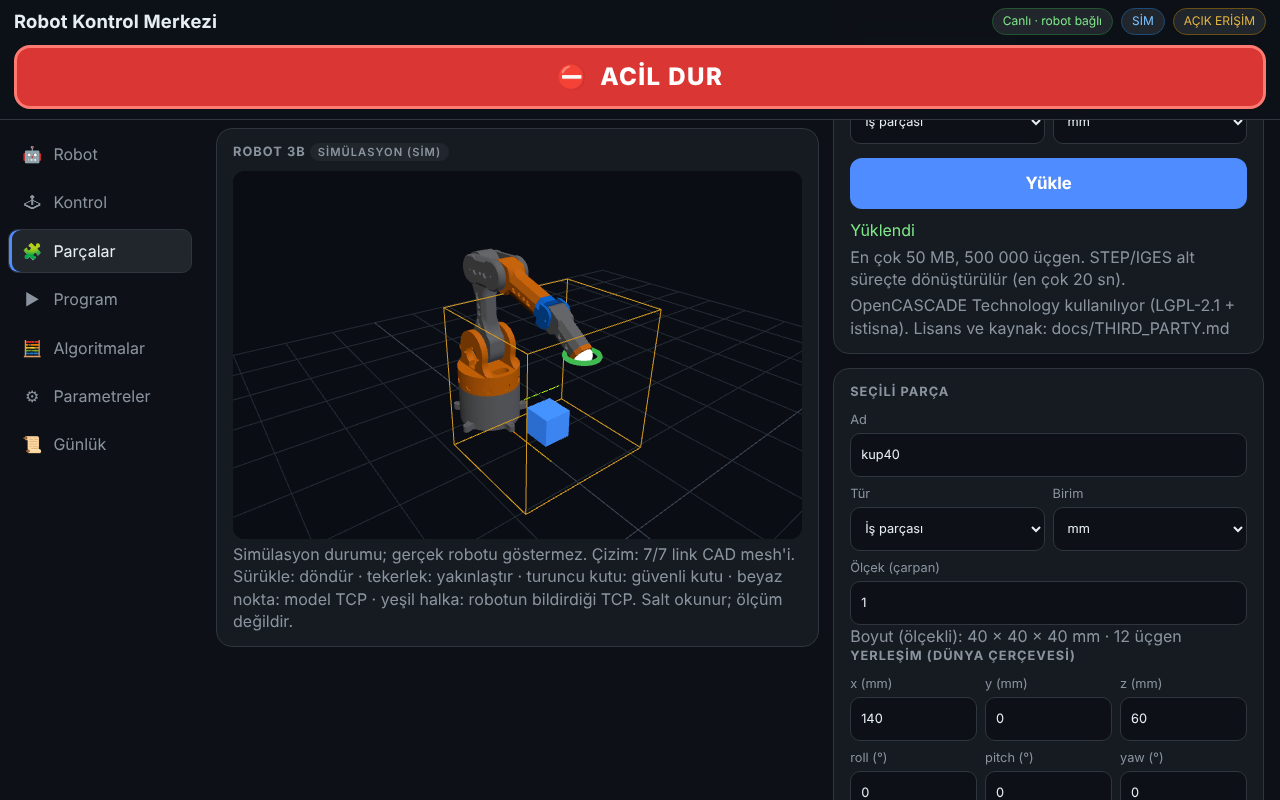 Robot Kontrol Merkezi
Canlı · robot bağlı
SİM
AÇIK ERİŞİM
ACİL DUR
Robot
Kontrol
Parçalar
Program
Algoritmalar
Parametreler
Günlük
ROBOT 3B SİMÜLASYON (SİM)
Simülasyon durumu; gerçek robotu göstermez. Çizim: 7/7 link CAD mesh'i.
Sürükle: döndür · tekerlek: yakınlaştır · turuncu kutu: güvenli kutu · beyaz
nokta: model TCP · yeşil halka: robotun bildirdiği TCP. Salt okunur; ölçüm
değildir.
İş parçası
mm
Yükle
Yüklendi
En çok 50 MB, 500 000 üçgen. STEP/IGES alt
süreçte dönüştürülür (en çok 20 sn).
OpenCASCADE Technology kullanılıyor (LGPL-2.1 +
istisna). Lisans ve kaynak: docs/THIRD_PARTY.md
SEÇİLİ PARÇA
Ad
kup40
Tür
Birim
İş parçası
mm
Ölçek (çarpan)
1
Boyut (ölçekli): 40 × 40 × 40 mm · 12 üçgen
YERLEŞİM (DÜNYA ÇERÇEVESİ)
x (mm)
y (mm)
z (mm)
140
0
60
roll (°)
pitch (°)
yaw (°)
0
0
0